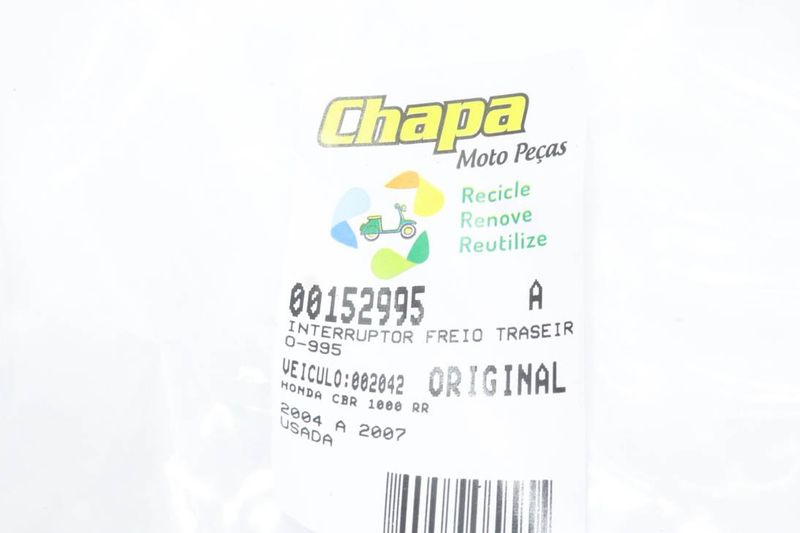 Chapa
Moto Peças
Recicle
Renove
Reutilize
00152995 A
INTERRUPTOR FREIO TRASEIR
O-995
VEICULO:002042 ORIGINAL
HONDA CBR 1000 RR
2004 A 2007
USADA